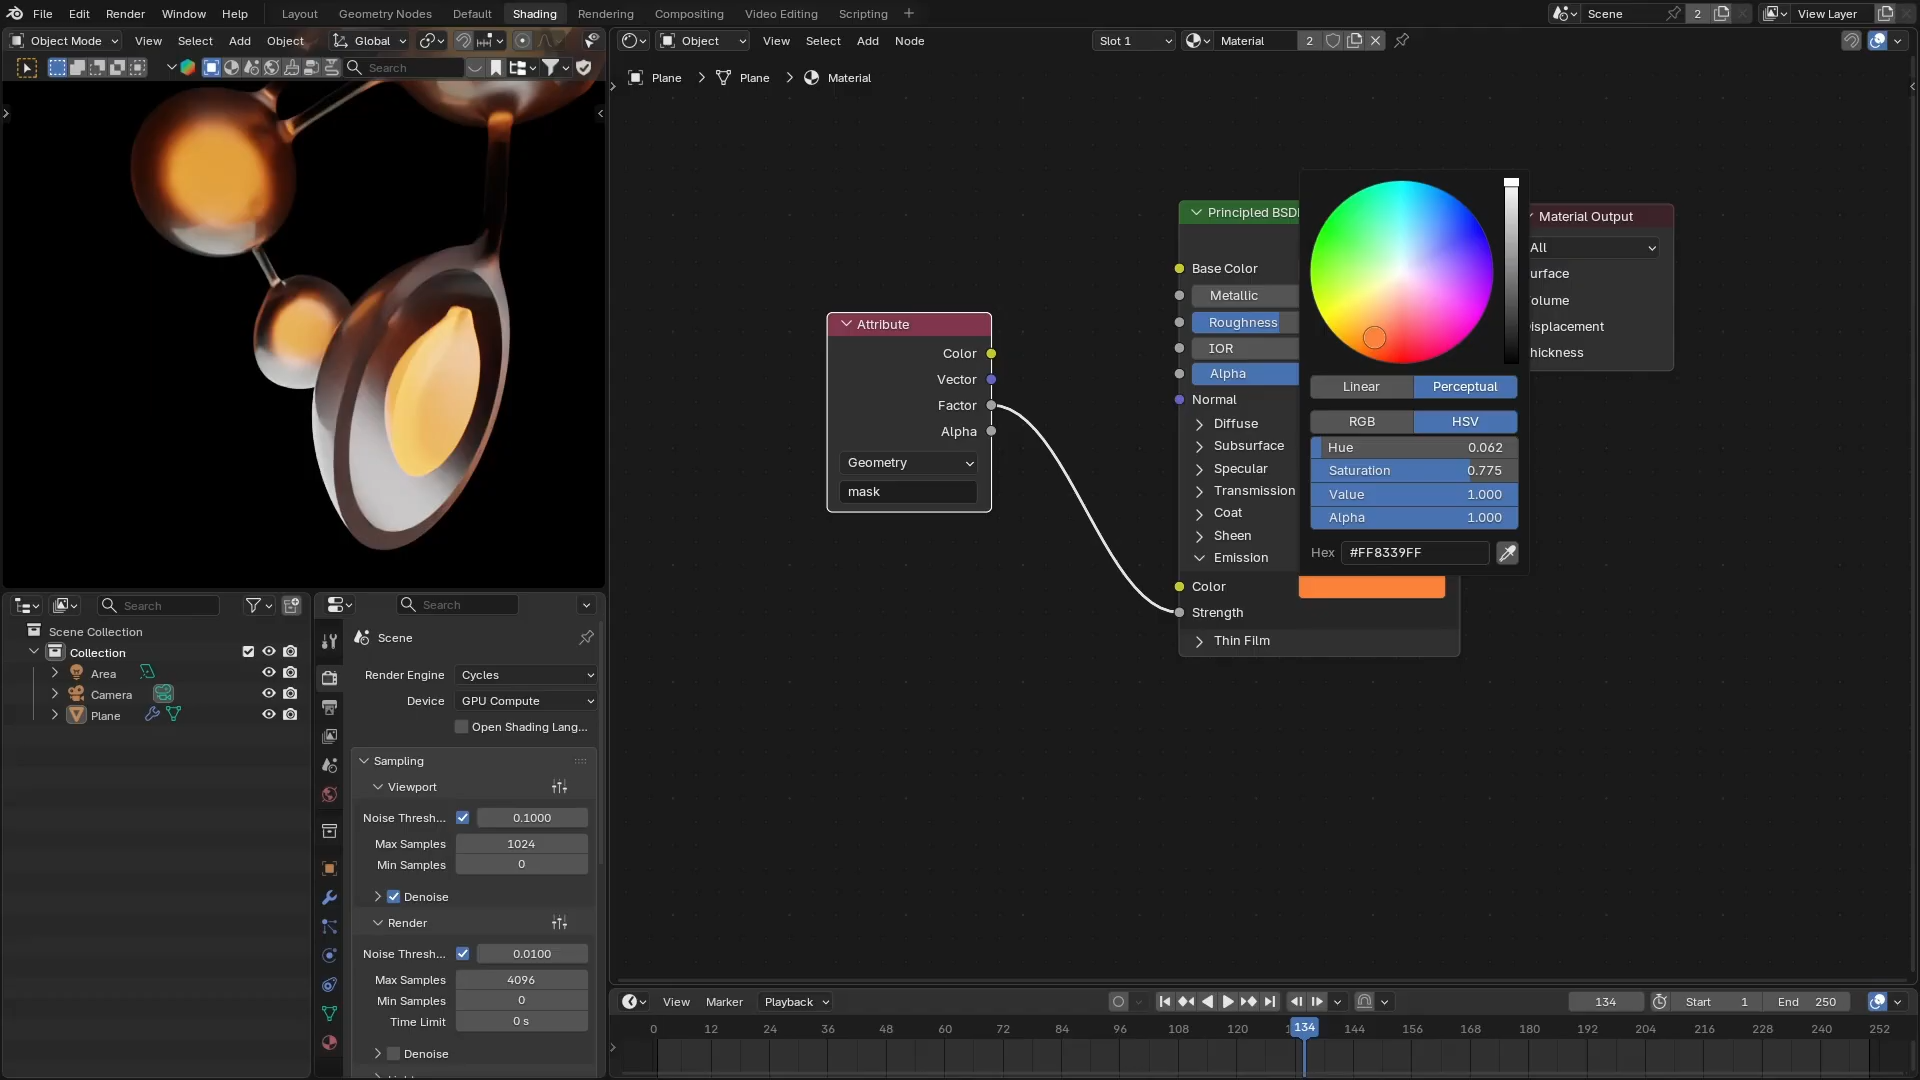 File Edit Render Window Help Layout Geometry Nodes Default Shading Rendering Compositing Video Editing Scripting + Scene 2 View Layer
Object Mode View Select Add Object Global
Search
Object View Select Add Node Slot 1 Material 2
Plane > Plane > Material
Attribute
Color
Vector
Factor
Alpha
Geometry
mask
Principled BSD
Base Color
Metallic
Roughness
IOR
Alpha
Normal
Diffuse
Subsurface
Specular
Transmission
Coat
Sheen
Emission
Color
Strength
Thin Film
Linear Perceptual
RGB HSV
Hue 0.062
Saturation 0.775
Value 1.000
Alpha 1.000
Hex #FF8339FF
Material Output
All
urface
olume
isplacement
hickness
Search
Scene Collection
Collection
Area
Camera
Plane
Search
Scene
Render Engine Cycles
Device GPU Compute
Open Shading Lang...
Sampling
Viewport
Noise Thresh... 0.1000
Max Samples 1024
Min Samples 0
Denoise
Render
Noise Thresh... 0.0100
Max Samples 4096
Min Samples 0
Time Limit 0 s
Denoise
View Marker Playback 134 Start 1 End 250
0 12 24 36 48 60 72 84 96 108 120 134 144 156 168 180 192 204 216 228 240 252